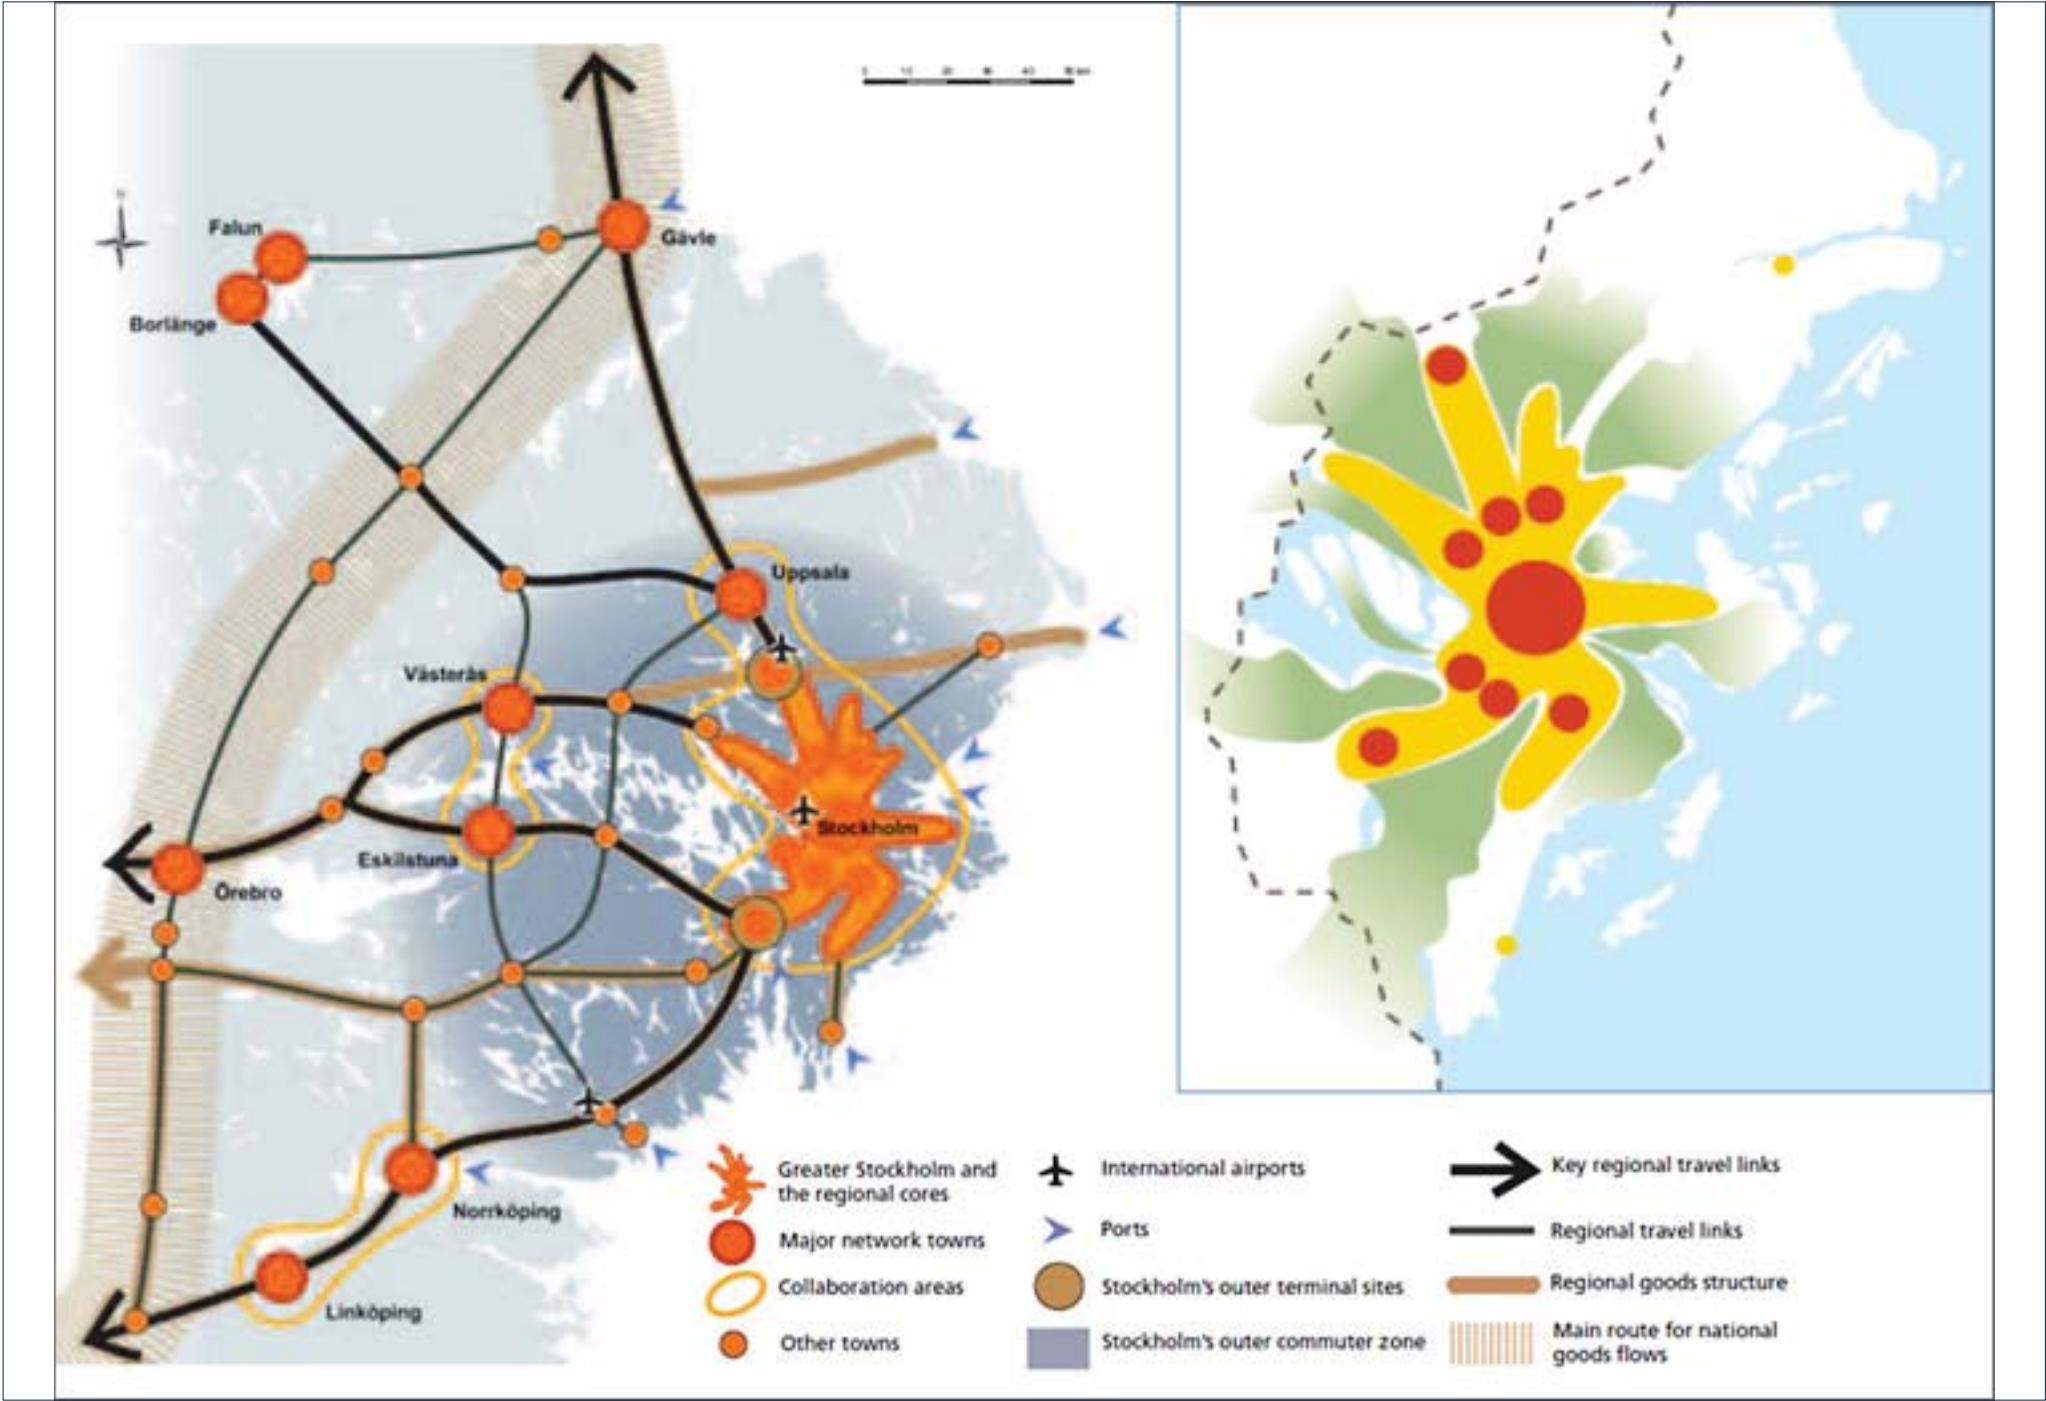 N
Falun
Gävle
Borlänge
Uppsala
Västerås
Stockholm
Eskilstuna
Örebro
Norrköping
Linköping
Greater Stockholm and
the regional cores
Major network towns
Collaboration areas
Other towns
International airports
Ports
Stockholm's outer terminal sites
Stockholm's outer commuter zone
Key regional travel links
Regional travel links
Regional goods structure
Main route for national
goods flows